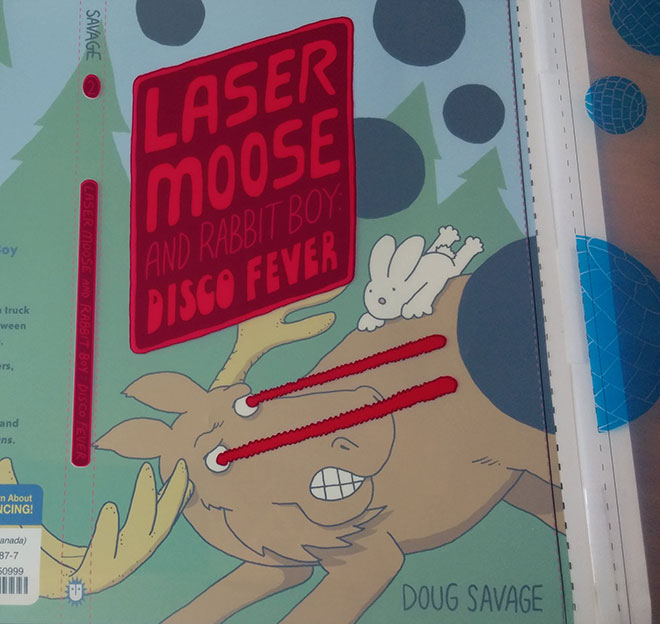 SAVAGE
2
LASER MOOSE AND RABBIT BOY DISCO FEVER
LASER
MOOSE
AND RABBIT BOY:
DISCO FEVER
oy
truck
ween
ers,
and
ns.
n About
NCING!
anada)
87-7
50999
DOUG SAVAGE